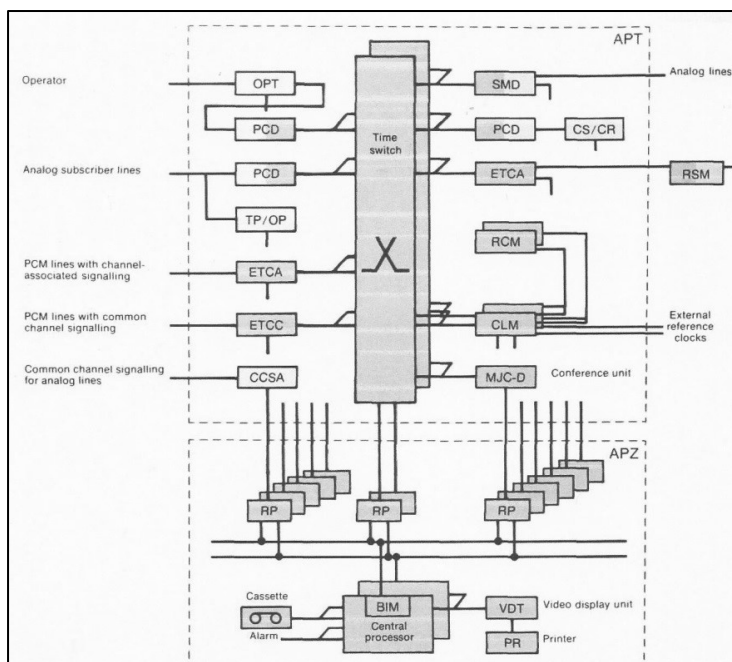 APT
Operator
OPT
SMD
Analog lines
PCD
Time
switch
PCD
CS/CR
Analog subscriber lines
PCD
ETCA
RSM
TP/OP
RCM
PCM lines with channel-
associated signalling
ETCA
PCM lines with common
channel signalling
ETCC
CLM
External
reference
clocks
Common channel signalling
for analog lines
CCSA
MJC-D
Conference unit
APZ
RP
RP
RP
Cassette
BIM
VDT
Video display unit
Alarm
Central
processor
PR
Printer